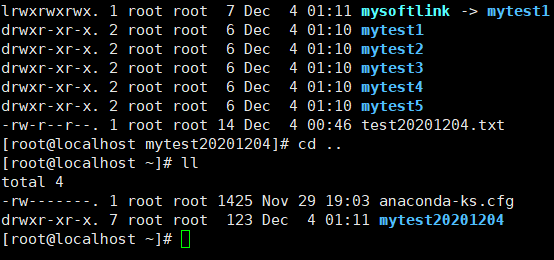 lrwxrwxrwx. 1 root root  7 Dec  4 01:11 mysoftlink -> mytest1
drwxr-xr-x. 2 root root  6 Dec  4 01:10 mytest1
drwxr-xr-x. 2 root root  6 Dec  4 01:10 mytest2
drwxr-xr-x. 2 root root  6 Dec  4 01:10 mytest3
drwxr-xr-x. 2 root root  6 Dec  4 01:10 mytest4
drwxr-xr-x. 2 root root  6 Dec  4 01:10 mytest5
-rw-r--r--. 1 root root 14 Dec  4 00:46 test20201204.txt
[root@localhost mytest20201204]# cd ..
[root@localhost ~]# ll
total 4
-rw-------. 1 root root 1425 Nov 29 19:03 anaconda-ks.cfg
drwxr-xr-x. 7 root root  123 Dec  4 01:11 mytest20201204
[root@localhost ~]#